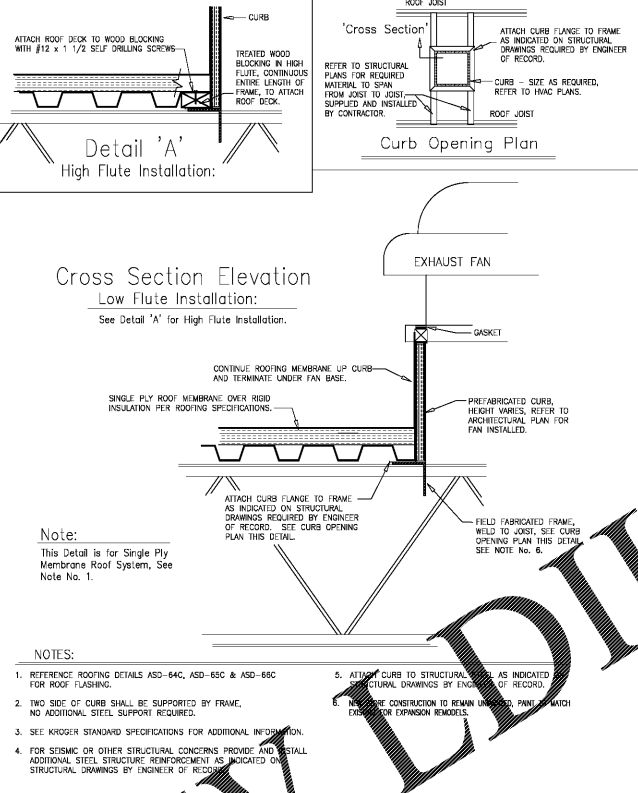 CURB
ATTACH ROOF DECK TO WOOD BLOCKING
WITH #12 x 1 1/2 SELF DRILLING SCREWS
TREATED WOOD
BLOCKING IN HIGH
FLUTE, CONTINUOUS
ENTIRE LENGTH OF
FRAME, TO ATTACH
ROOF DECK.
Detail 'A'
High Flute Installation:
ROOF JOIST
'Cross Section'
ATTACH CURB FLANGE TO FRAME
AS INDICATED ON STRUCTURAL
DRAWINGS REQUIRED BY ENGINEER
OF RECORD.
REFER TO STRUCTURAL
PLANS FOR REQUIRED
MATERIAL TO SPAN
FROM JOIST TO JOIST,
SUPPLIED AND INSTALLED
BY CONTRACTOR.
CURB - SIZE AS REQUIRED,
REFER TO HVAC PLANS.
ROOF JOIST
Curb Opening Plan
EXHAUST FAN
Cross Section Elevation
Low Flute Installation:
See Detail 'A' for High Flute Installation.
GASKET
CONTINUE ROOFING MEMBRANE UP CURB
AND TERMINATE UNDER FAN BASE.
SINGLE PLY ROOF MEMBRANE OVER RIGID
INSULATION PER ROOFING SPECIFICATIONS.
PREFABRICATED CURB,
HEIGHT VARIES, REFER TO
ARCHITECTURAL PLAN FOR
FAN INSTALLED.
ATTACH CURB FLANGE TO FRAME
AS INDICATED ON STRUCTURAL
DRAWINGS REQUIRED BY ENGINEER
OF RECORD. SEE CURB OPENING
PLAN THIS DETAIL.
FIELD FABRICATED FRAME,
WELD TO JOIST, SEE CURB
OPENING PLAN THIS DETAIL
SEE NOTE No. 6.
Note:
This Detail is for Single Ply
Membrane Roof System, See
Note No. 1.
NOTES:
1. REFERENCE ROOFING DETAILS ASD-64C, ASD-65C & ASD-66C
FOR ROOF FLASHING.
2. TWO SIDE OF CURB SHALL BE SUPPORTED BY FRAME,
NO ADDITIONAL STEEL SUPPORT REQUIRED.
3. SEE KROGER STANDARD SPECIFICATIONS FOR ADDITIONAL INFORMATION.
4. FOR SEISMIC OR OTHER STRUCTURAL CONCERNS PROVIDE AND INSTALL
ADDITIONAL STEEL STRUCTURE REINFORCEMENT AS INDICATED ON
STRUCTURAL DRAWINGS BY ENGINEER OF RECORD.
5. ATTACH CURB TO STRUCTURAL STEEL AS INDICATED ON
STRUCTURAL DRAWINGS BY ENGINEER OF RECORD.
6. NEW STORE CONSTRUCTION TO REMAIN UNPAINTED, PAINT TO MATCH
EXISTING FOR EXPANSION REMODELS.